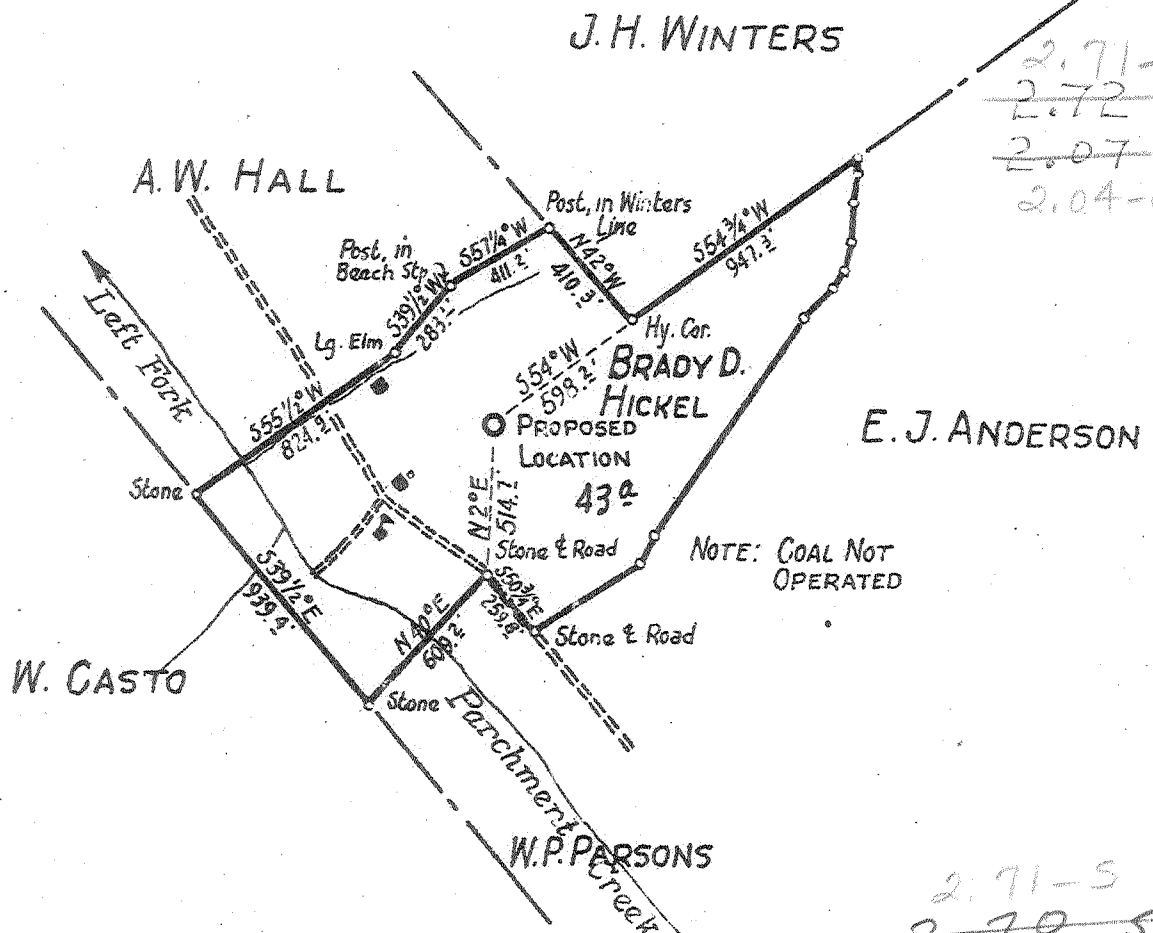 J. H. WINTERS
2.71-
2.72
2.07
2.04-
A. W. HALL
Post, in Winters
Line
S54¾°W
947.3'
S57¼°W
411.2'
N42°W
410.3'
Post, in
Beach Stp.
S39½°W
283.1'
Lg. Elm
Left Fork
Hy. Cor.
S54°W
598.2'
BRADY D.
HICKEL
S55½°W
824.9'
PROPOSED
LOCATION
43a
E. J. ANDERSON
Stone
N2°E
514.7'
Stone & Road
NOTE: COAL NOT
OPERATED
S50¾°E
259.8'
S39½°E
939.4'
N40°E
Stone & Road
W. CASTO
Stone
Parchment Creek
W. P. PARSONS
2.71-S